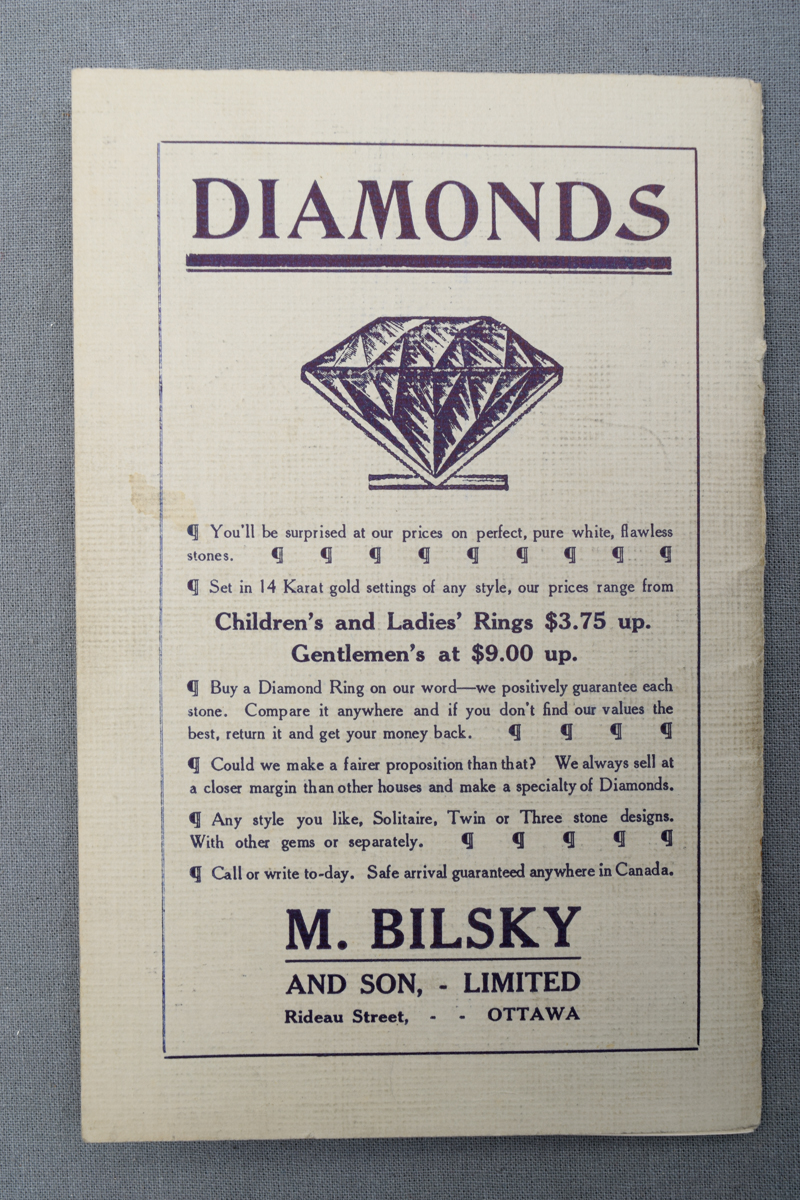 DIAMONDS
¶ You'll be surprised at our prices on perfect, pure white, flawless
stones. ¶ ¶ ¶ ¶ ¶ ¶ ¶ ¶ ¶
¶ Set in 14 Karat gold settings of any style, our prices range from
Children's and Ladies' Rings $3.75 up.
Gentlemen's at $9.00 up.
¶ Buy a Diamond Ring on our word—we positively guarantee each
stone. Compare it anywhere and if you don't find our values the
best, return it and get your money back. ¶ ¶ ¶ ¶
¶ Could we make a fairer proposition than that? We always sell at
a closer margin than other houses and make a specialty of Diamonds.
¶ Any style you like, Solitaire, Twin or Three stone designs.
With other gems or separately. ¶ ¶ ¶ ¶ ¶
¶ Call or write to-day. Safe arrival guaranteed anywhere in Canada.
M. BILSKY
AND SON, - LIMITED
Rideau Street, - - OTTAWA